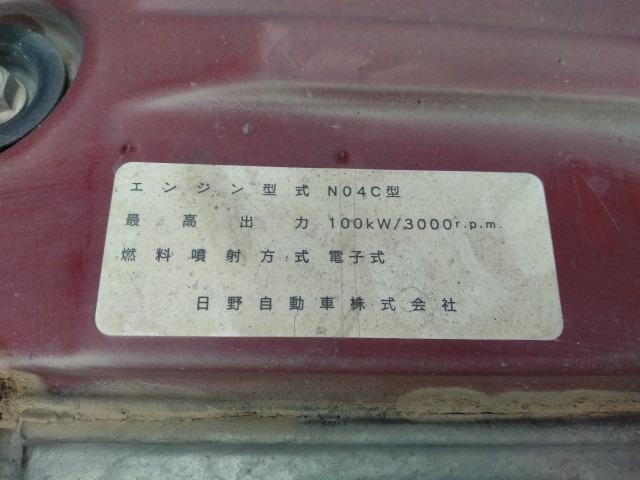 エンジン型式 N04C型
最高出力 100kW/3000r.p.m.
燃料噴射方式 電子式
日野自動車株式会社